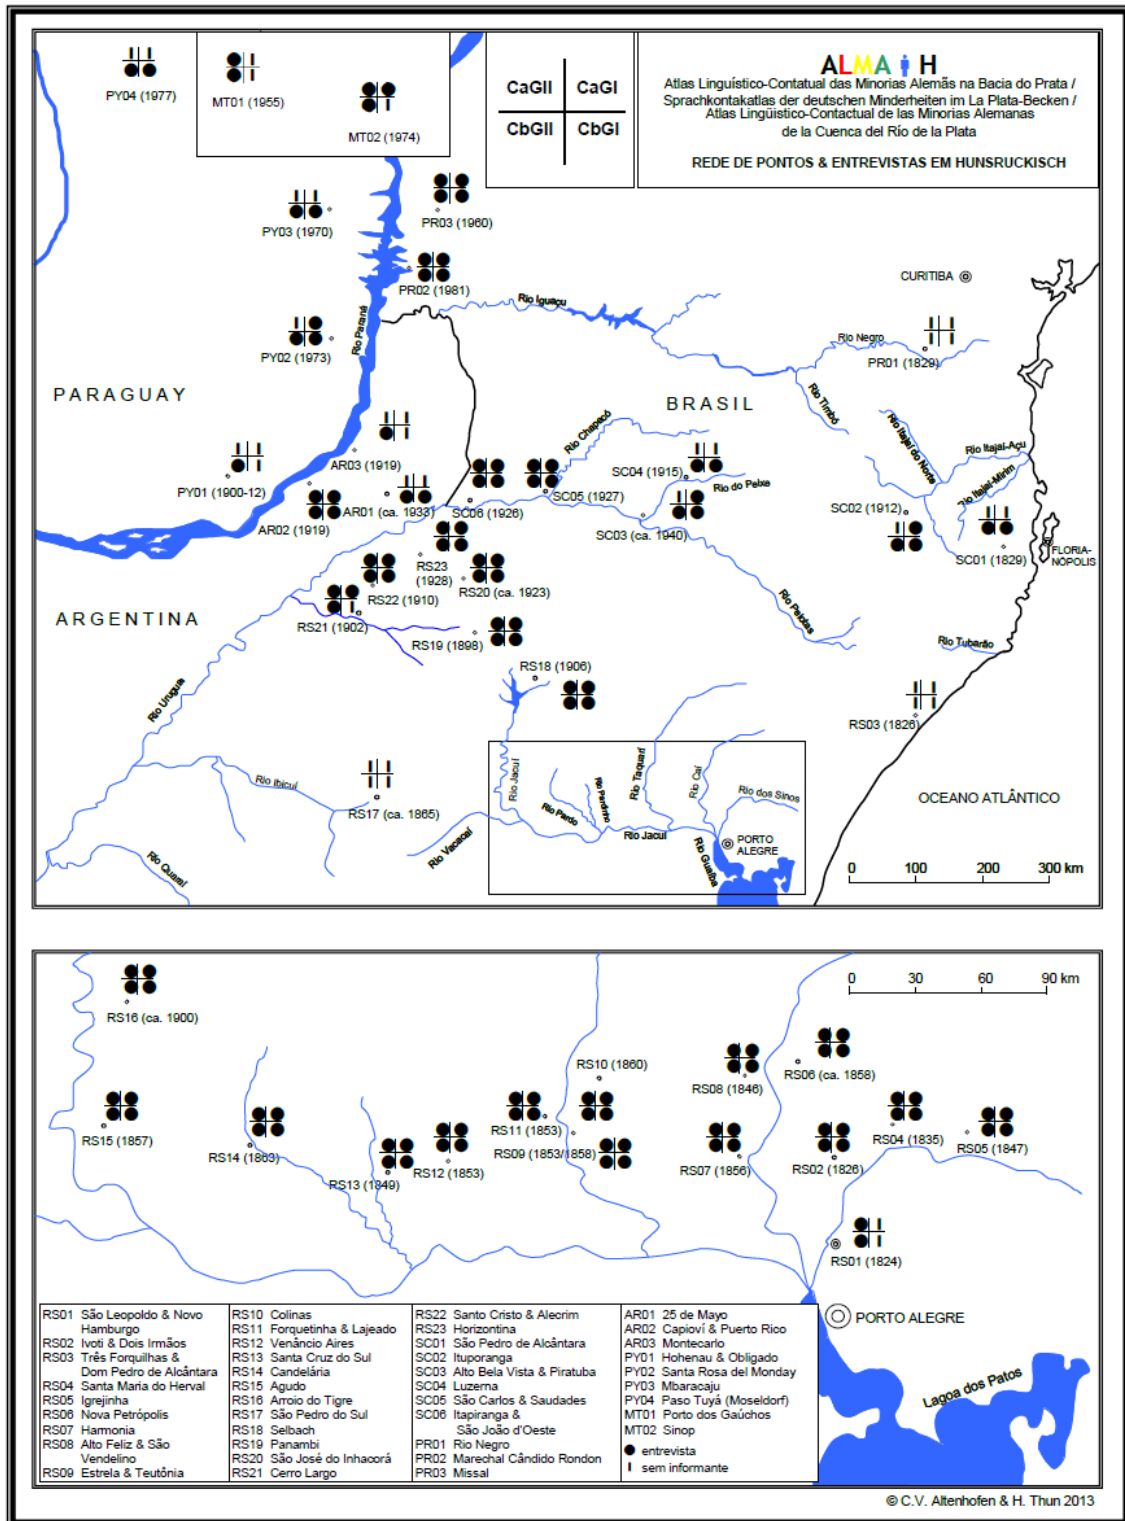 PY04 (1977)
MT01 (1955)
MT02 (1974)
CaGII
CaGI
CbGII
CbGI
ALMA H
Atlas Linguístico-Contatual das Minorias Alemãs na Bacia do Prata /
Sprachkontakatlas der deutschen Minderheiten im La Plata-Becken /
Atlas Lingüístico-Contactual de las Minorias Alemanas
de la Cuenca del Río de la Plata
REDE DE PONTOS & ENTREVISTAS EM HUNSRUCKISCH
PY03 (1970)
PR03 (1960)
PR02 (1981)
CURITIBA
Rio Iguaçu
Rio Paraná
PY02 (1973)
Rio Negro
PR01 (1829)
PARAGUAY
BRASIL
Rio Timbó
Rio Chapecó
Rio Itajaí do Norte
Rio Itajaí-Açu
Rio Itajaí-Mirim
AR03 (1919)
SC04 (1915)
PY01 (1900-12)
Rio do Peixe
SC05 (1927)
AR01 (ca. 1933)
SC06 (1926)
SC02 (1912)
AR02 (1919)
SC03 (ca. 1940)
FLORIA-
NÓPOLIS
SC01 (1829)
RS23
(1928)
RS20 (ca. 1923)
RS22 (1910)
ARGENTINA
RS21 (1902)
Rio Pelotas
RS19 (1898)
Rio Tubarão
RS18 (1906)
Rio Uruguai
RS03 (1826)
Rio Ibicuí
RS17 (ca. 1865)
Rio Jacuí
Rio Taquarí
Rio Caí
Rio dos Sinos
Rio Pardo
Rio Pardinho
OCEANO ATLÂNTICO
Rio Vacacaí
Rio Jacuí
PORTO
ALEGRE
Rio Quaraí
Rio Guaíba
0 100 200 300 km
0 30 60 90 km
RS16 (ca. 1900)
RS10 (1860)
RS08 (1846)
RS06 (ca. 1858)
RS15 (1857)
RS14 (1863)
RS11 (1853)
RS04 (1835)
RS05 (1847)
RS09 (1853/1858)
RS12 (1853)
RS13 (1849)
RS07 (1856)
RS02 (1826)
RS01 (1824)
PORTO ALEGRE
Lagoa dos Patos
RS01 São Leopoldo & Novo
Hamburgo
RS02 Ivoti & Dois Irmãos
RS03 Três Forquilhas &
Dom Pedro de Alcântara
RS04 Santa Maria do Herval
RS05 Igrejinha
RS06 Nova Petrópolis
RS07 Harmonia
RS08 Alto Feliz & São
Vendelino
RS09 Estrela & Teutônia
RS10 Colinas
RS11 Forquetinha & Lajeado
RS12 Venâncio Aires
RS13 Santa Cruz do Sul
RS14 Candelária
RS15 Agudo
RS16 Arroio do Tigre
RS17 São Pedro do Sul
RS18 Selbach
RS19 Panambi
RS20 São José do Inhacorá
RS21 Cerro Largo
RS22 Santo Cristo & Alecrim
RS23 Horizontina
SC01 São Pedro de Alcântara
SC02 Ituporanga
SC03 Alto Bela Vista & Piratuba
SC04 Luzerna
SC05 São Carlos & Saudades
SC06 Itapiranga &
São João d'Oeste
PR01 Rio Negro
PR02 Marechal Cândido Rondon
PR03 Missal
AR01 25 de Mayo
AR02 Capioví & Puerto Rico
AR03 Montecarlo
PY01 Hohenau & Obligado
PY02 Santa Rosa del Monday
PY03 Mbaracaju
PY04 Paso Tuyá (Moseldorf)
MT01 Porto dos Gaúchos
MT02 Sinop
entrevista
sem informante
© C.V. Altenhofen & H. Thun 2013